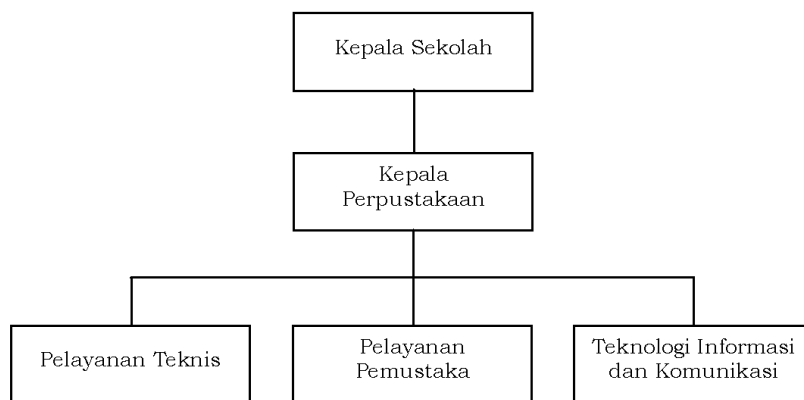 Kepala Sekolah
Kepala
Perpustakaan
Pelayanan Teknis
Pelayanan
Pemustaka
Teknologi Informasi
dan Komunikasi